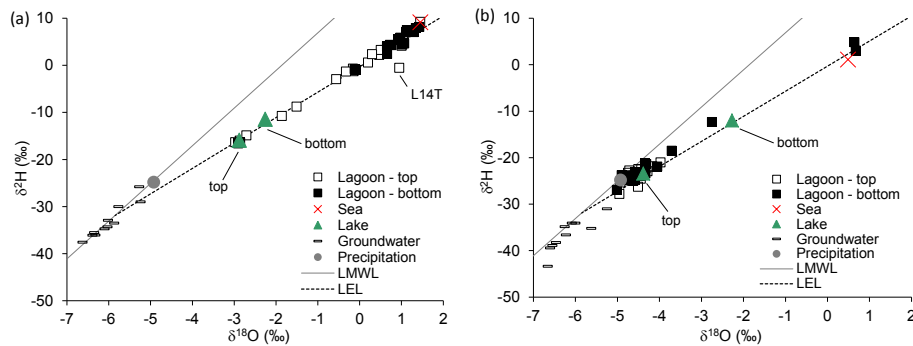 (a)
10
0
-10
-20
-30
-40
-50
δ²H (‰)
-7 -6 -5 -4 -3 -2 -1 0 1 2
δ¹⁸O (‰)
L14T
bottom
top
Lagoon - top
Lagoon - bottom
Sea
Lake
Groundwater
Precipitation
LMWL
LEL
(b)
10
0
-10
-20
-30
-40
-50
δ²H (‰)
-7 -6 -5 -4 -3 -2 -1 0 1 2
δ¹⁸O (‰)
bottom
top
Lagoon - top
Lagoon - bottom
Sea
Lake
Groundwater
Precipitation
LMWL
LEL